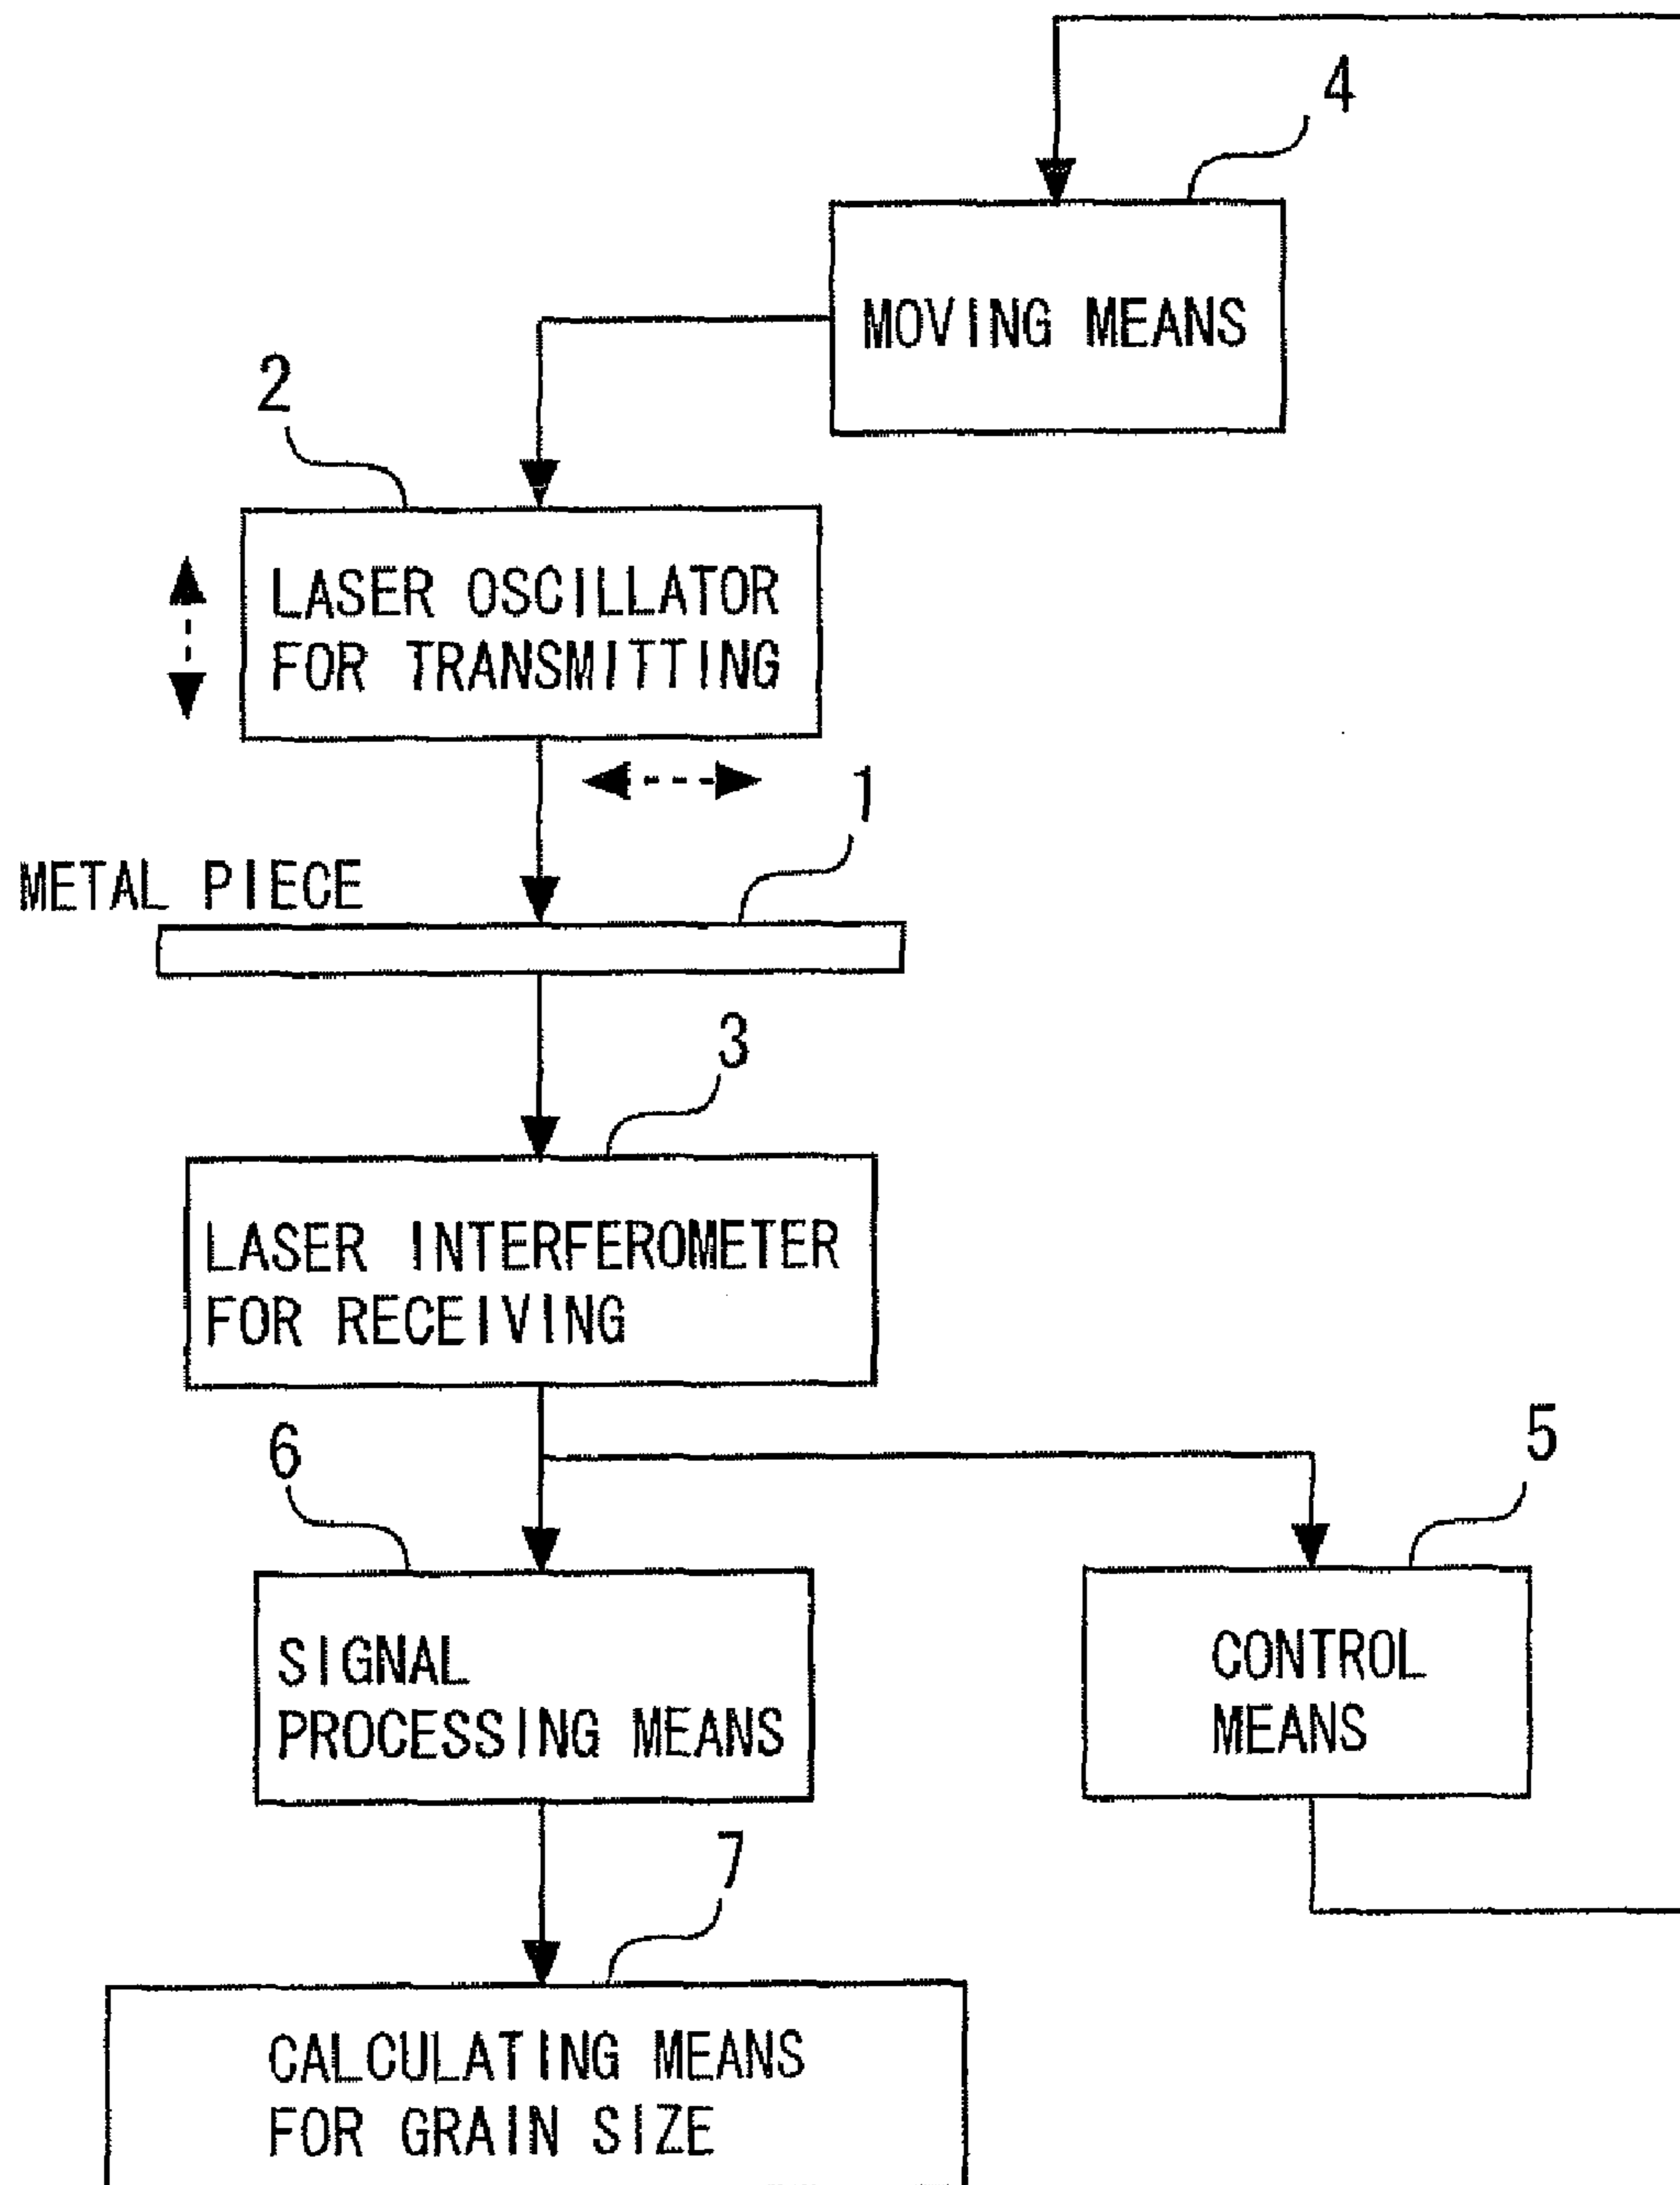 4
MOVING MEANS
2
LASER OSCILLATOR
FOR TRANSMITTING
1
METAL PIECE
3
LASER INTERFEROMETER
FOR RECEIVING
6
5
SIGNAL
PROCESSING MEANS
CONTROL
MEANS
7
CALCULATING MEANS
FOR GRAIN SIZE